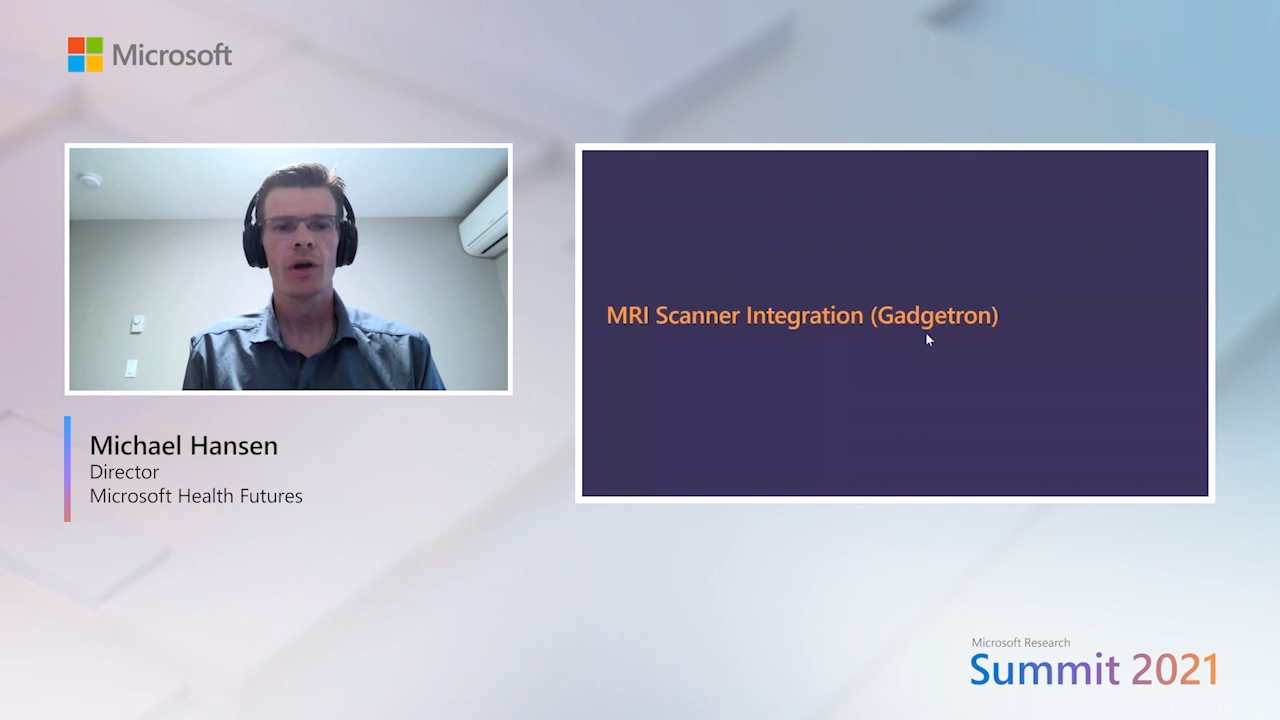 Microsoft
MRI Scanner Integration (Gadgetron)
Michael Hansen
Director
Microsoft Health Futures
Microsoft Research
Summit 2021